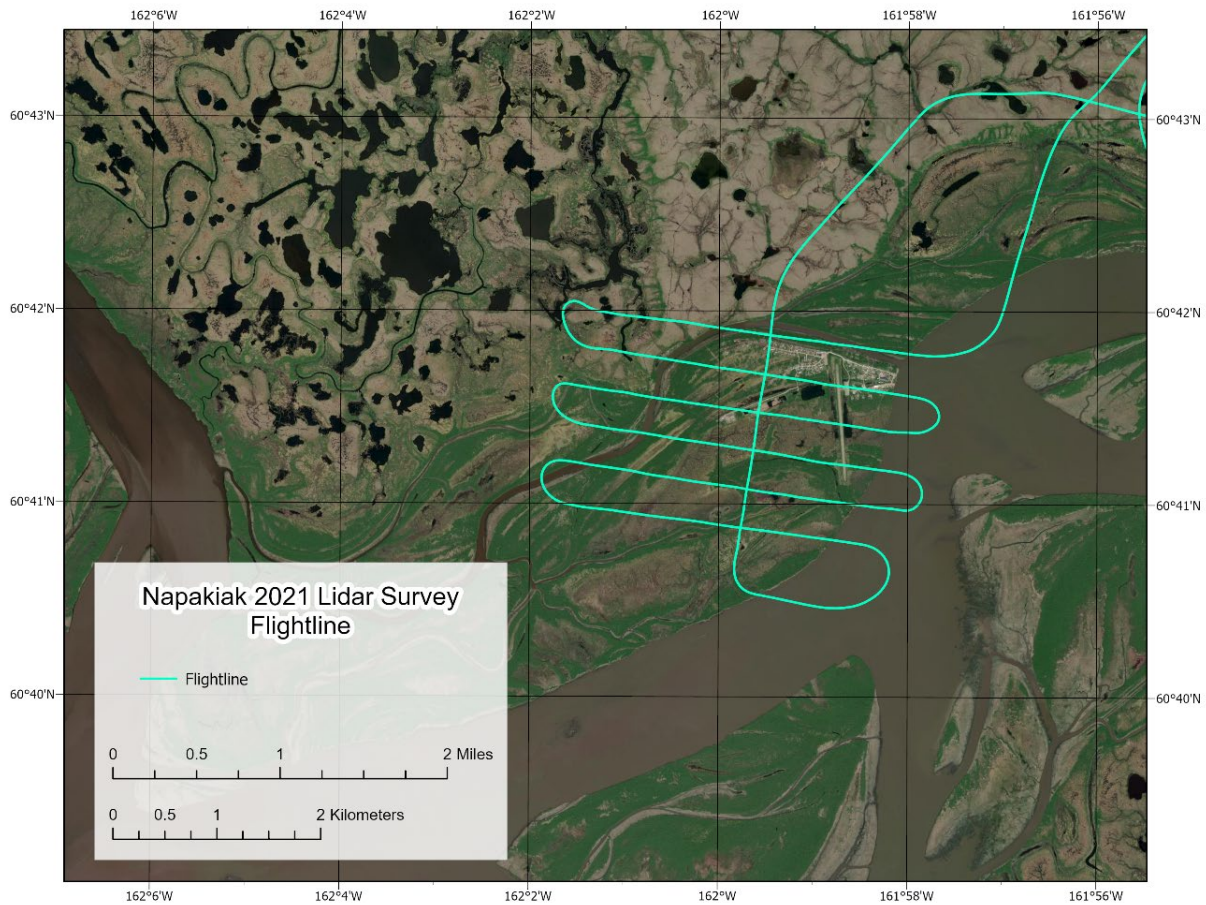 162°6'W 162°4'W 162°2'W 162°W 161°58'W 161°56'W
60°43'N 60°43'N
60°42'N 60°42'N
60°41'N 60°41'N
60°40'N 60°40'N
Napakiak 2021 Lidar Survey
Flightline
Flightline
0 0.5 1 2 Miles
0 0.5 1 2 Kilometers
162°6'W 162°4'W 162°2'W 162°W 161°58'W 161°56'W